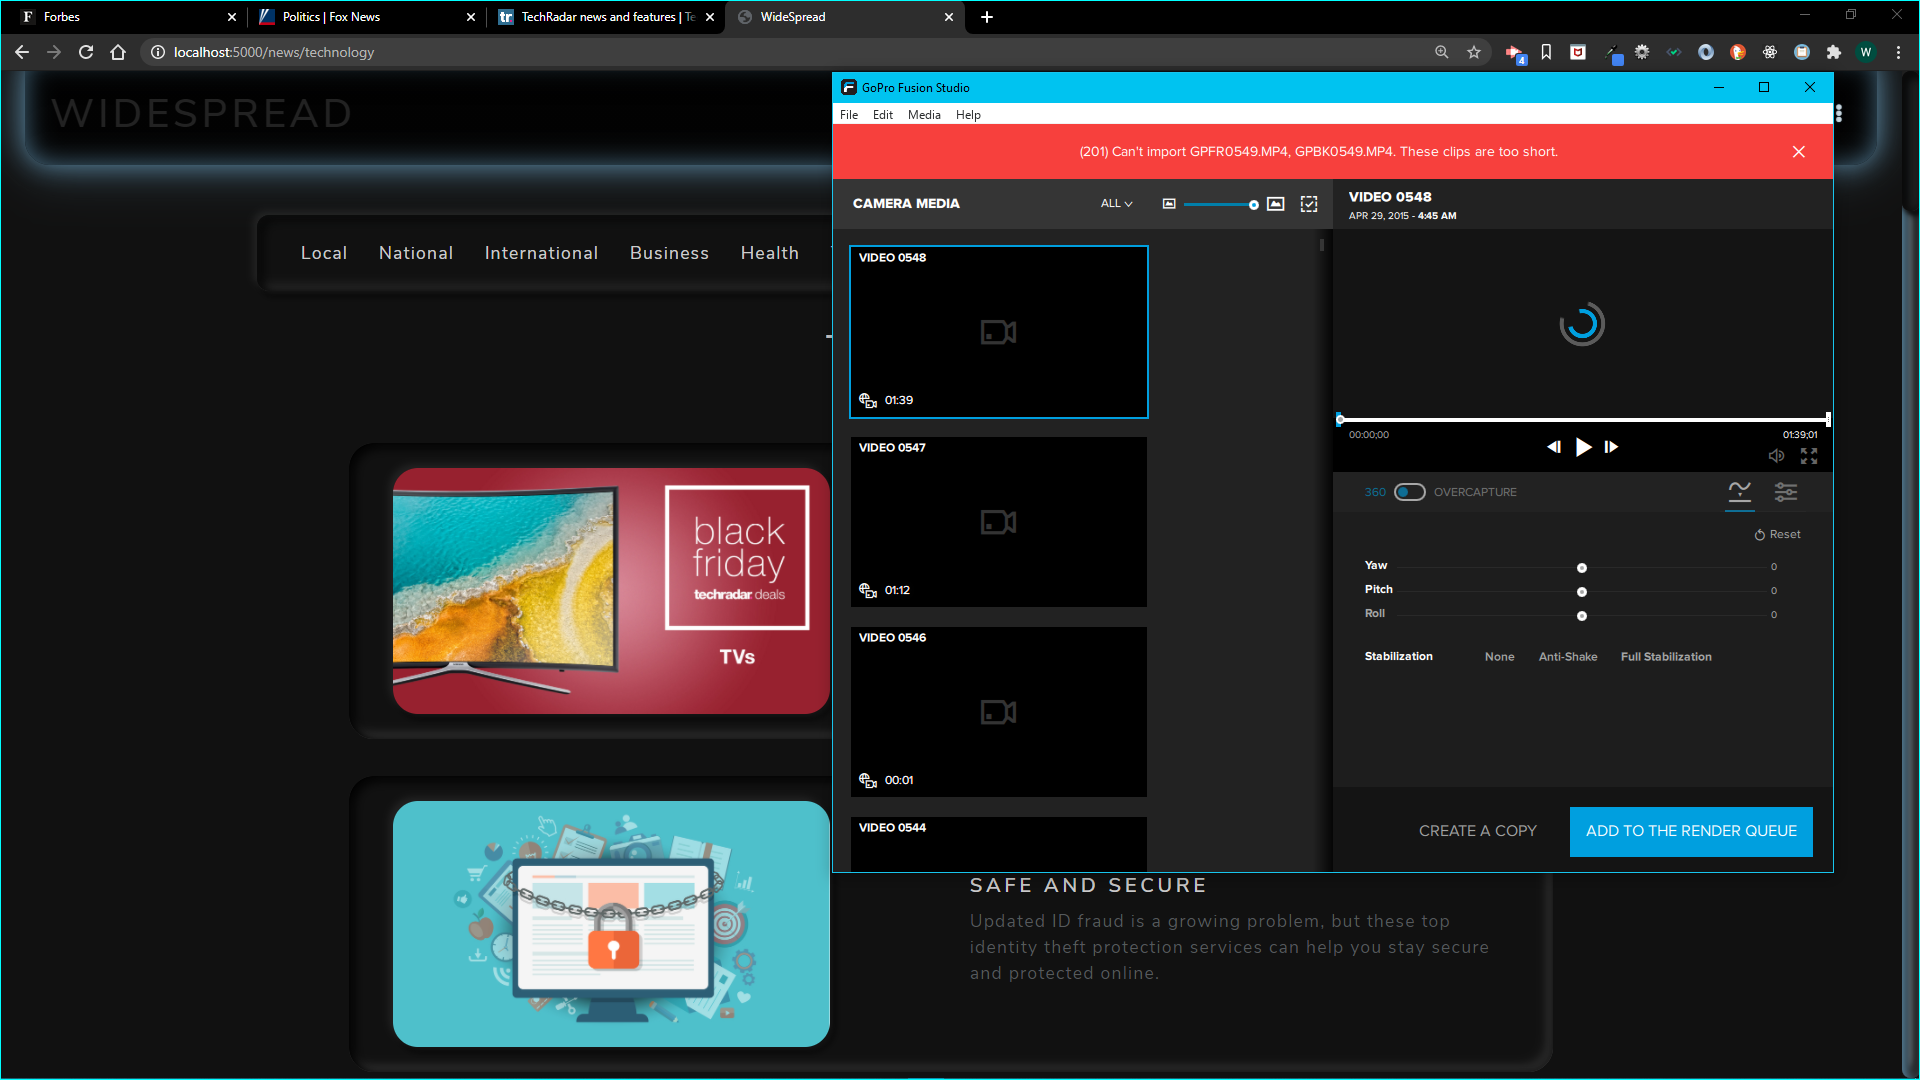 Forbes
Politics | Fox News
TechRadar news and features | Te
WideSpread
localhost:5000/news/technology
4
W
WIDESPREAD
Local National International Business Health
black
friday
techradar deals
TVs
SAFE AND SECURE
Updated ID fraud is a growing problem, but these top
identity theft protection services can help you stay secure
and protected online.
GoPro Fusion Studio
File Edit Media Help
(201) Can't import GPFR0549.MP4, GPBK0549.MP4. These clips are too short.
CAMERA MEDIA
ALL
VIDEO 0548
01:39
VIDEO 0547
01:12
VIDEO 0546
00:01
VIDEO 0544
VIDEO 0548
APR 29, 2015 - 4:45 AM
00:00;00
01:39;01
360 OVERCAPTURE
Reset
Yaw 0
Pitch 0
Roll 0
Stabilization None Anti-Shake Full Stabilization
CREATE A COPY
ADD TO THE RENDER QUEUE